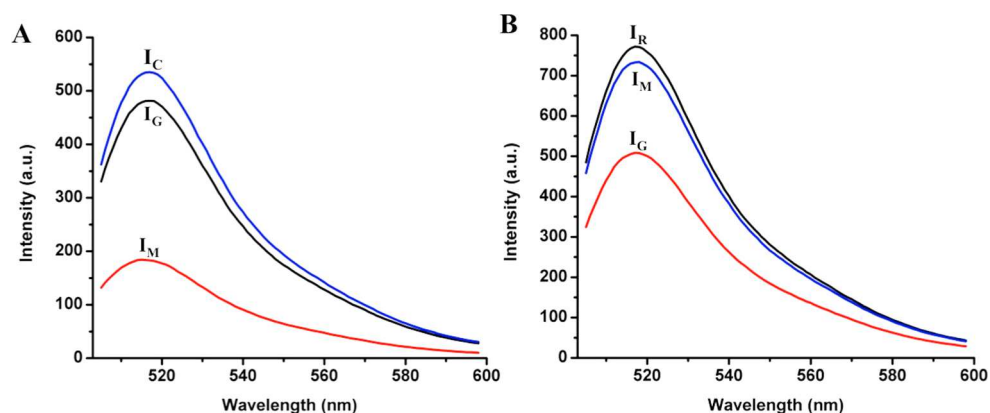 A
600
500
400
300
200
100
0
Intensity (a.u.)
I_C
I_G
I_M
520 540 560 580 600
Wavelength (nm)
B
800
700
600
500
400
300
200
100
0
Intensity (a.u.)
I_R
I_M
I_G
520 540 560 580 600
Wavelength (nm)